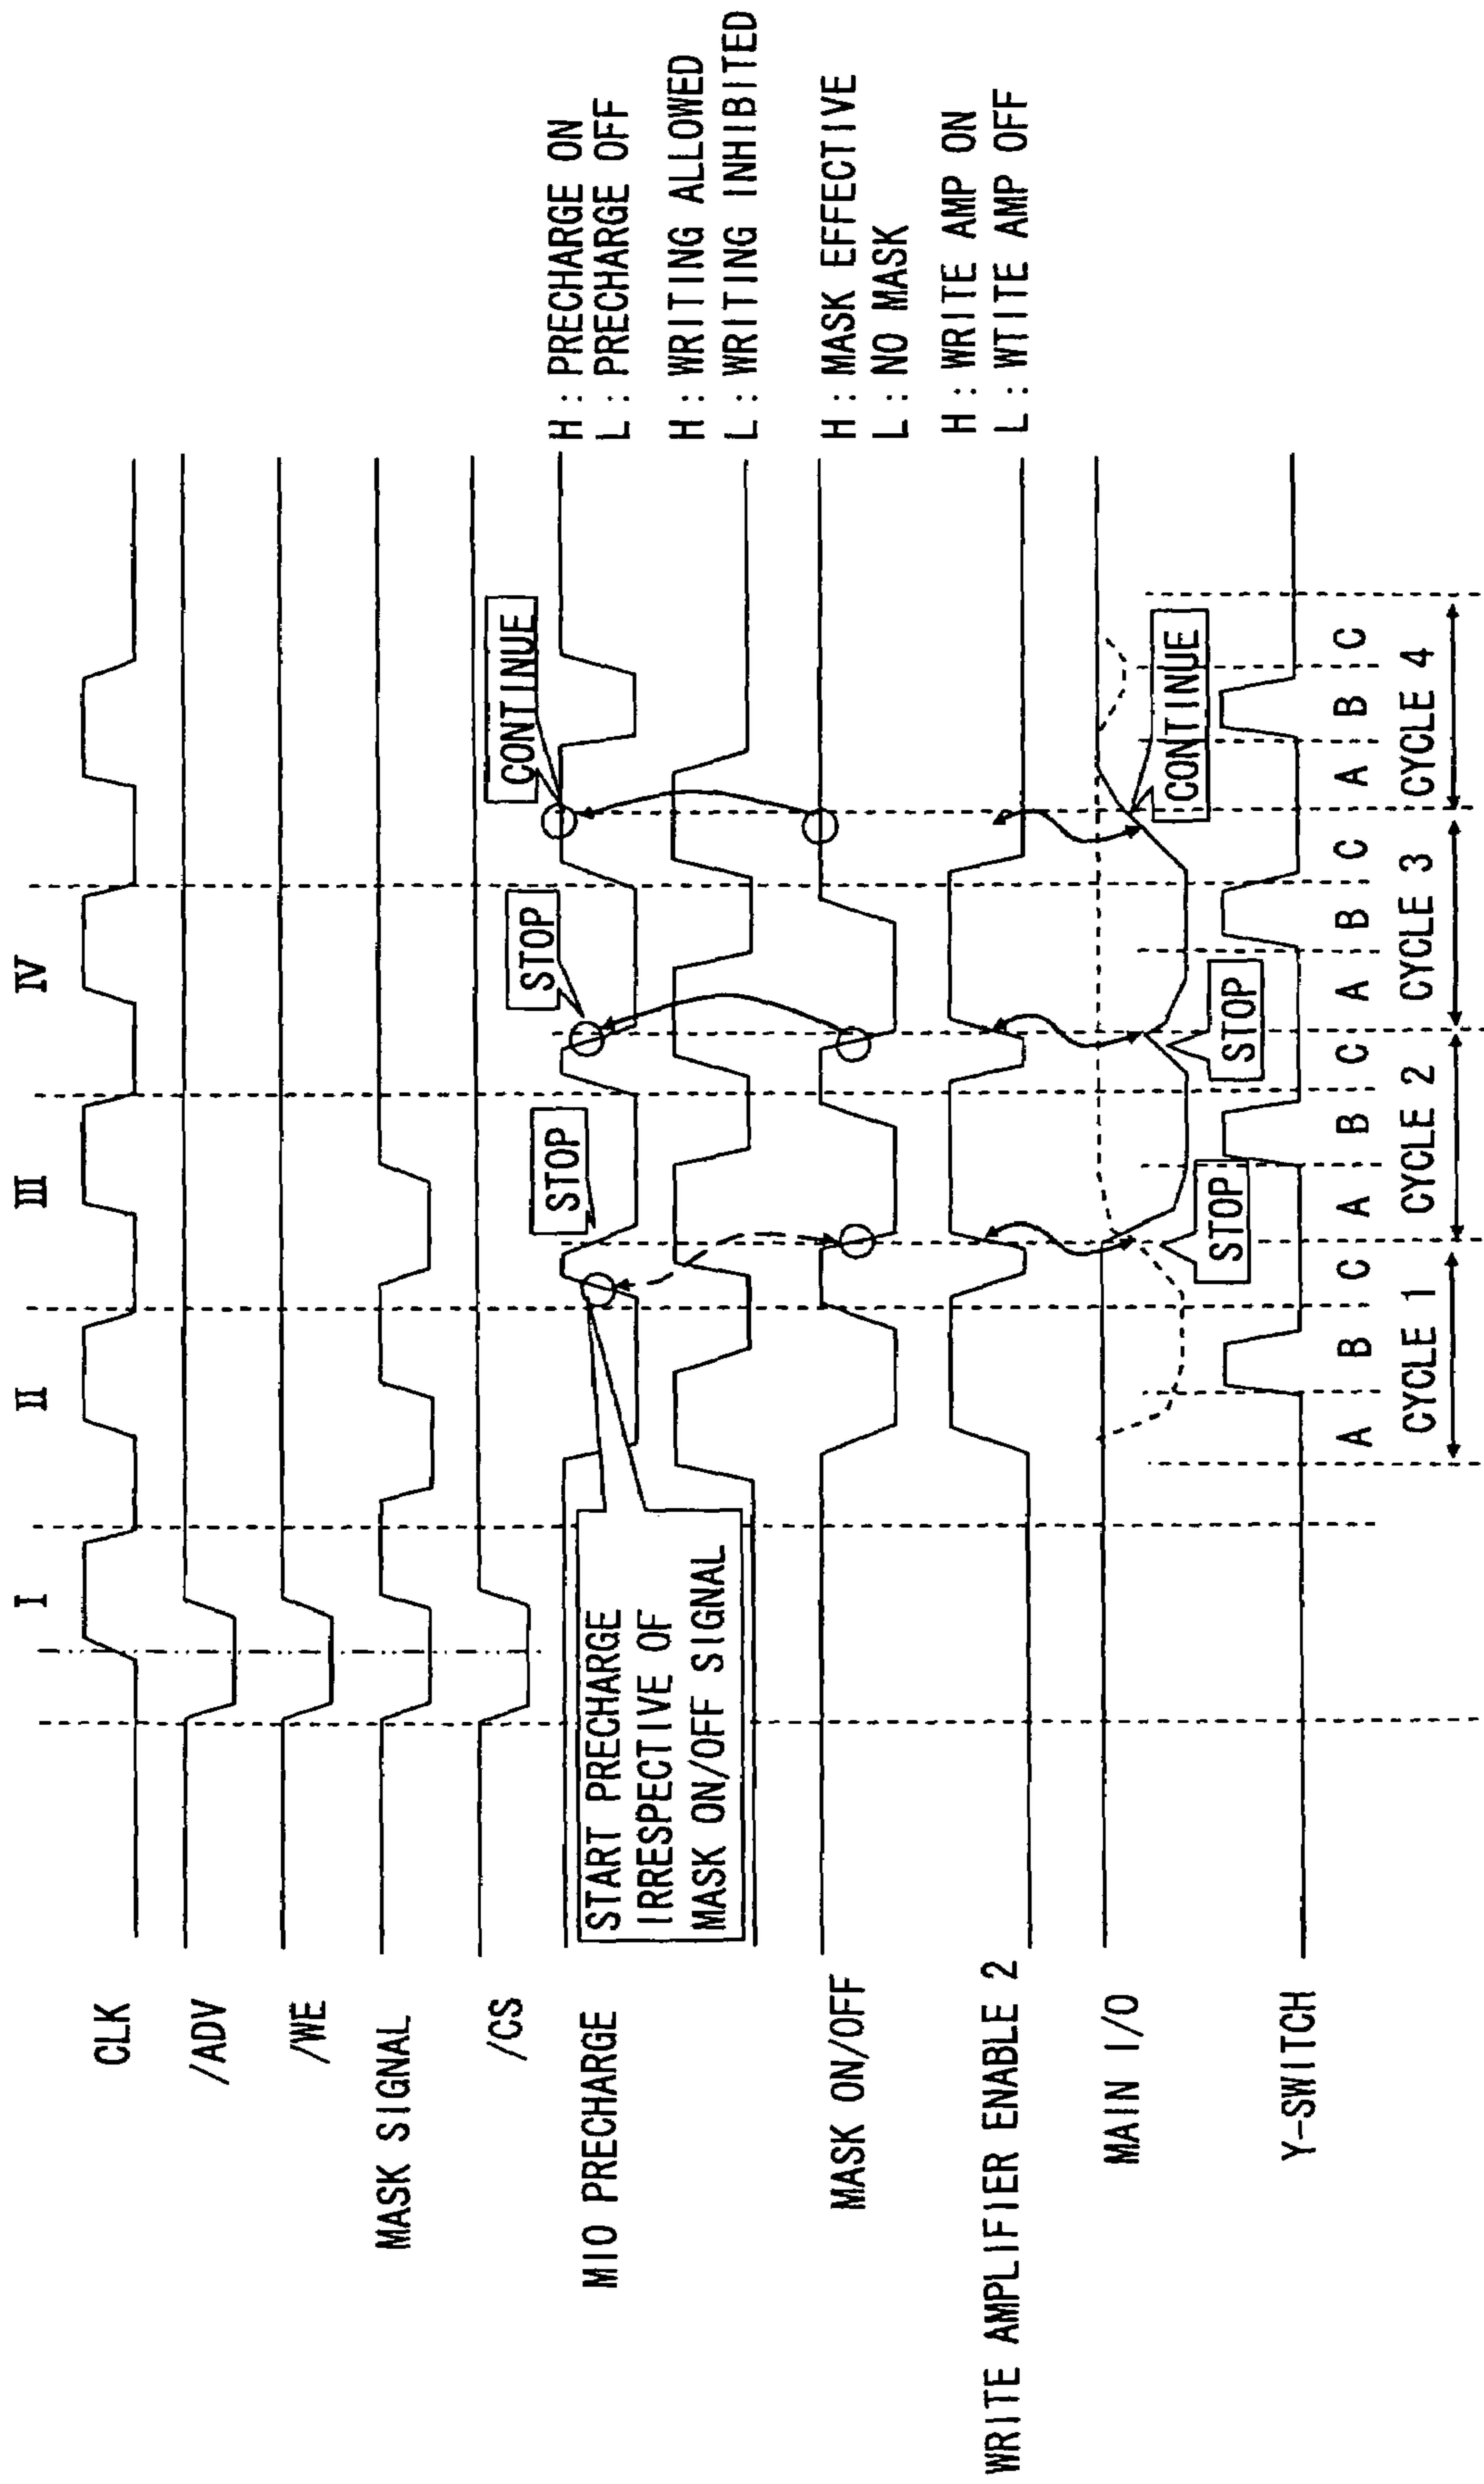 I II III IV
CLK
/ADV
/WE
MASK SIGNAL
/CS
CONTINUE
STOP
STOP
MIO PRECHARGE
H : PRECHARGE ON
L : PRECHARGE OFF
START PRECHARGE
IRRESPECTIVE OF
MASK ON/OFF SIGNAL
H : WRITING ALLOWED
L : WRITING INHIBITED
MASK ON/OFF
H : MASK EFFECTIVE
L : NO MASK
WRITE AMPLIFIER ENABLE 2
H : WRITE AMP ON
L : WTITE AMP OFF
MAIN I/O
STOP
STOP
CONTINUE
Y-SWITCH
A B C A B C A B C A B C
CYCLE 1 CYCLE 2 CYCLE 3 CYCLE 4